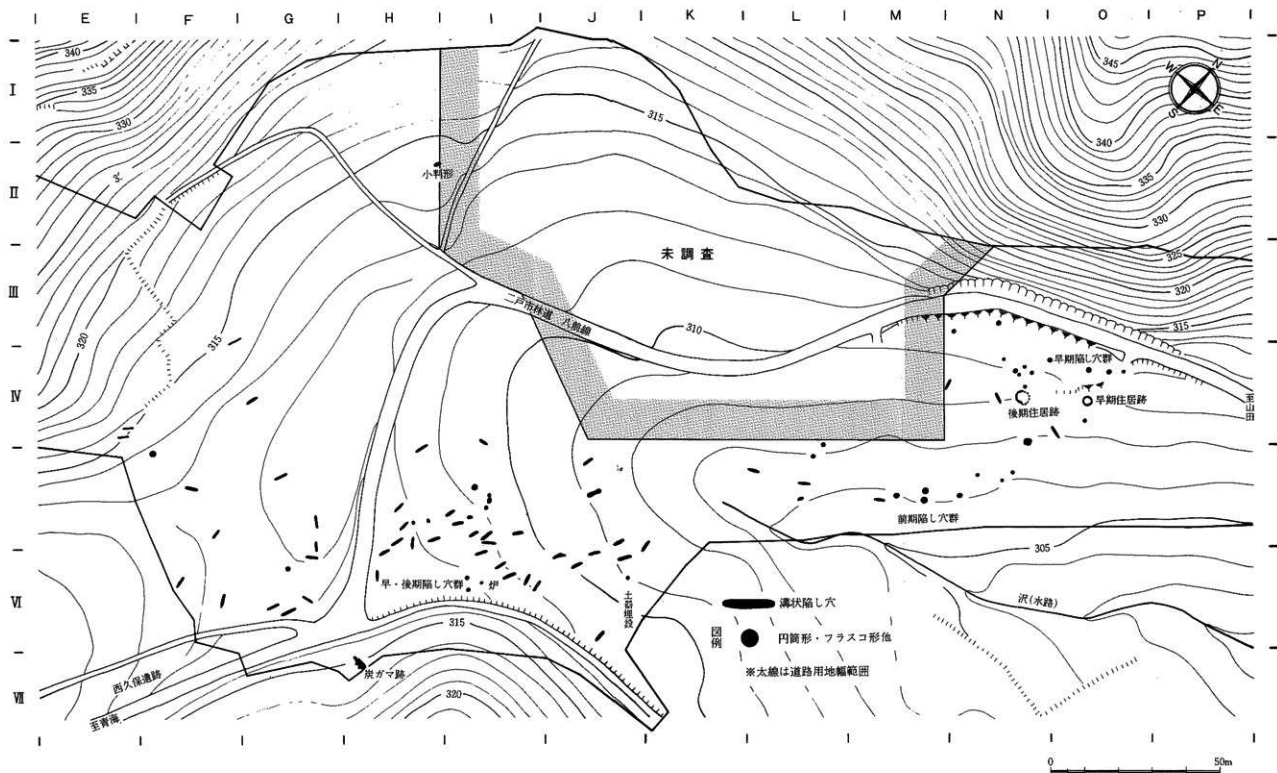 E F G H I J K L M N O P
I
II
III
IV
VI
VII
340
335
330
315
345
340
335
330
325
320
315
N
W
E
S
小判形
未調査
二戸市林道
310
320
315
早期陥し穴群
後期住居跡
早期住居跡
至山田
前期陥し穴群
305
早・後期陥し穴群
炉
土器埋設
沢(水路)
図例
溝状陥し穴
円筒形・フラスコ形他
※太線は道路用地幅範囲
315
320
炭ガマ跡
西久保遺跡
至青海
0 50m